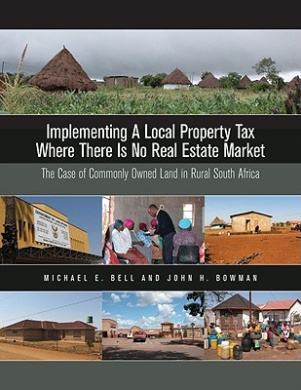 Implementing A Local Property Tax
Where There Is No Real Estate Market
The Case of Commonly Owned Land in Rural South Africa
MICHAEL E. BELL AND JOHN H. BOWMAN